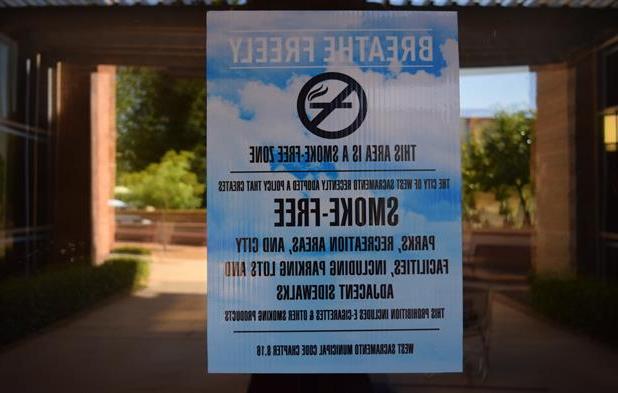 BREATHE FREELY
THIS AREA IS A SMOKE-FREE ZONE
THE CITY OF WEST SACRAMENTO RECENTLY ADOPTED A POLICY THAT CREATES
SMOKE-FREE
PARKS, RECREATION AREAS, AND CITY
FACILITIES, INCLUDING PARKING LOTS AND
ADJACENT SIDEWALKS
THIS PROHIBITION INCLUDES E-CIGARETTES & OTHER SMOKING PRODUCTS
WEST SACRAMENTO MUNICIPAL CODE CHAPTER 8.18